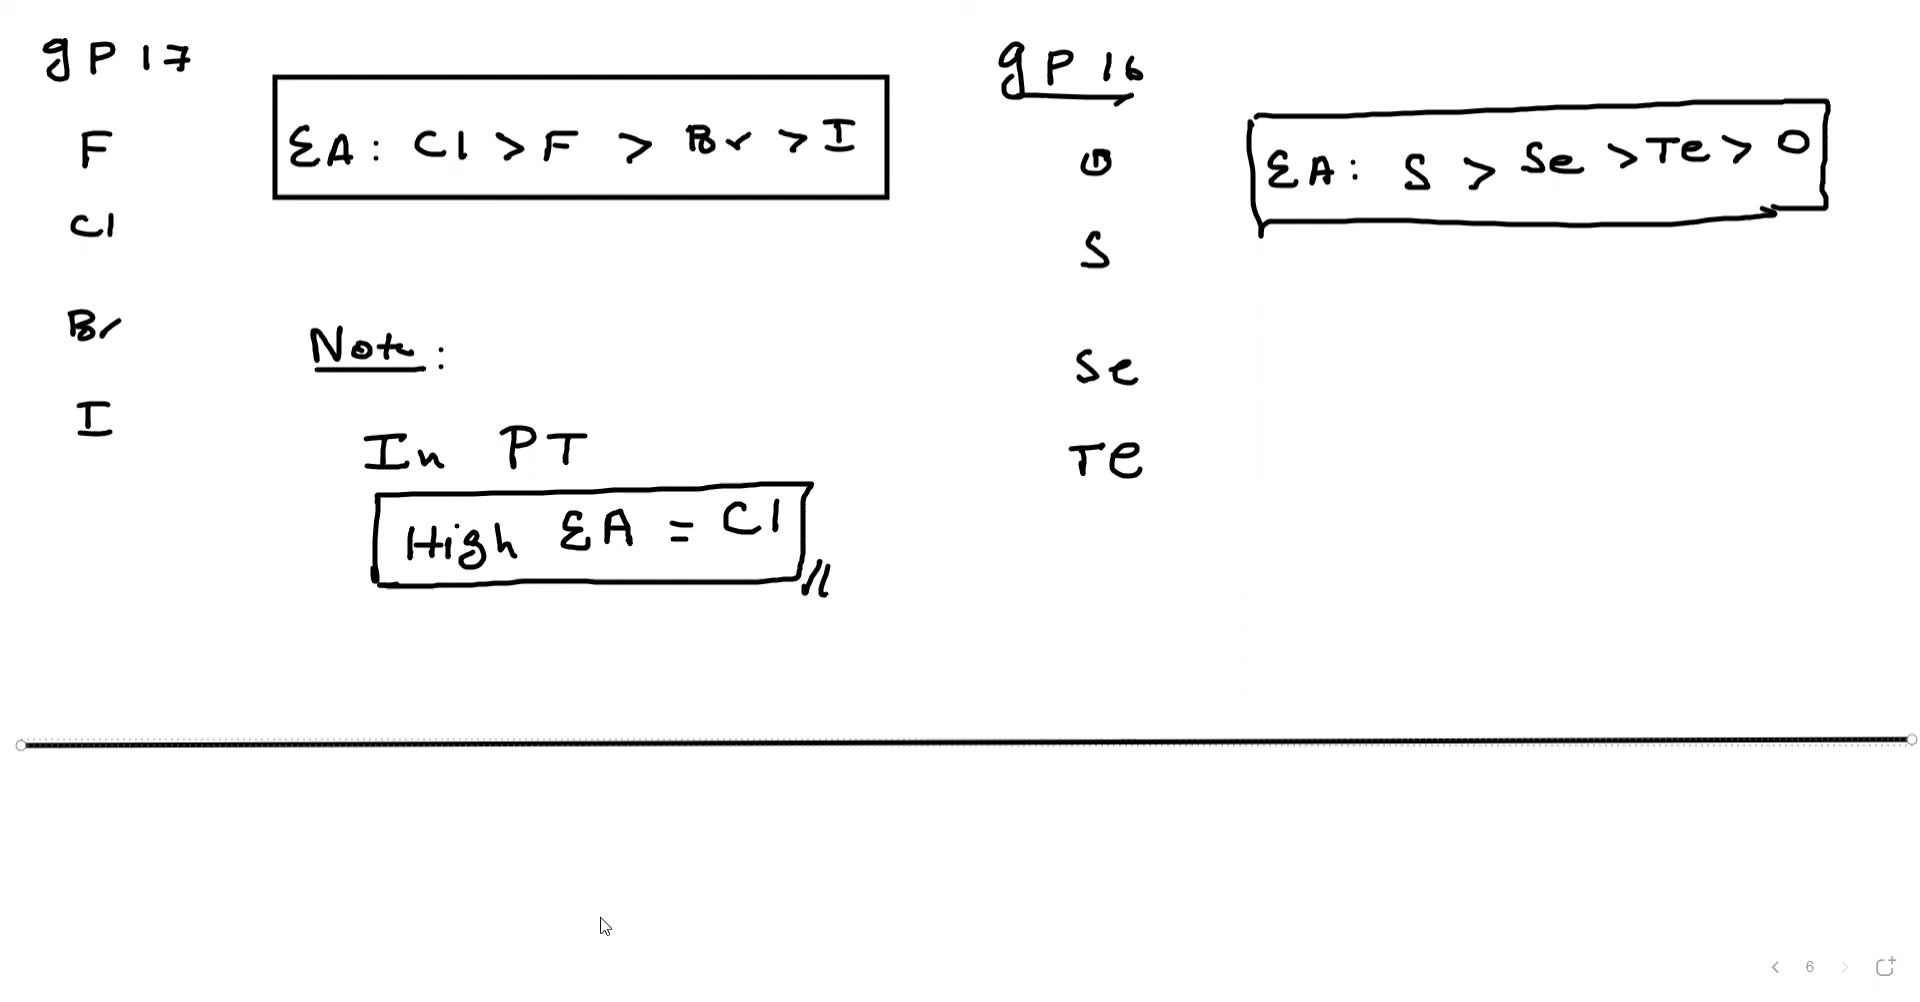 gP 17
F
Cl
Br
I
EA: Cl > F > Br > I
Note:
In PT
High EA = Cl
gP 16
O
S
Se
Te
EA: S > Se > Te > O
6